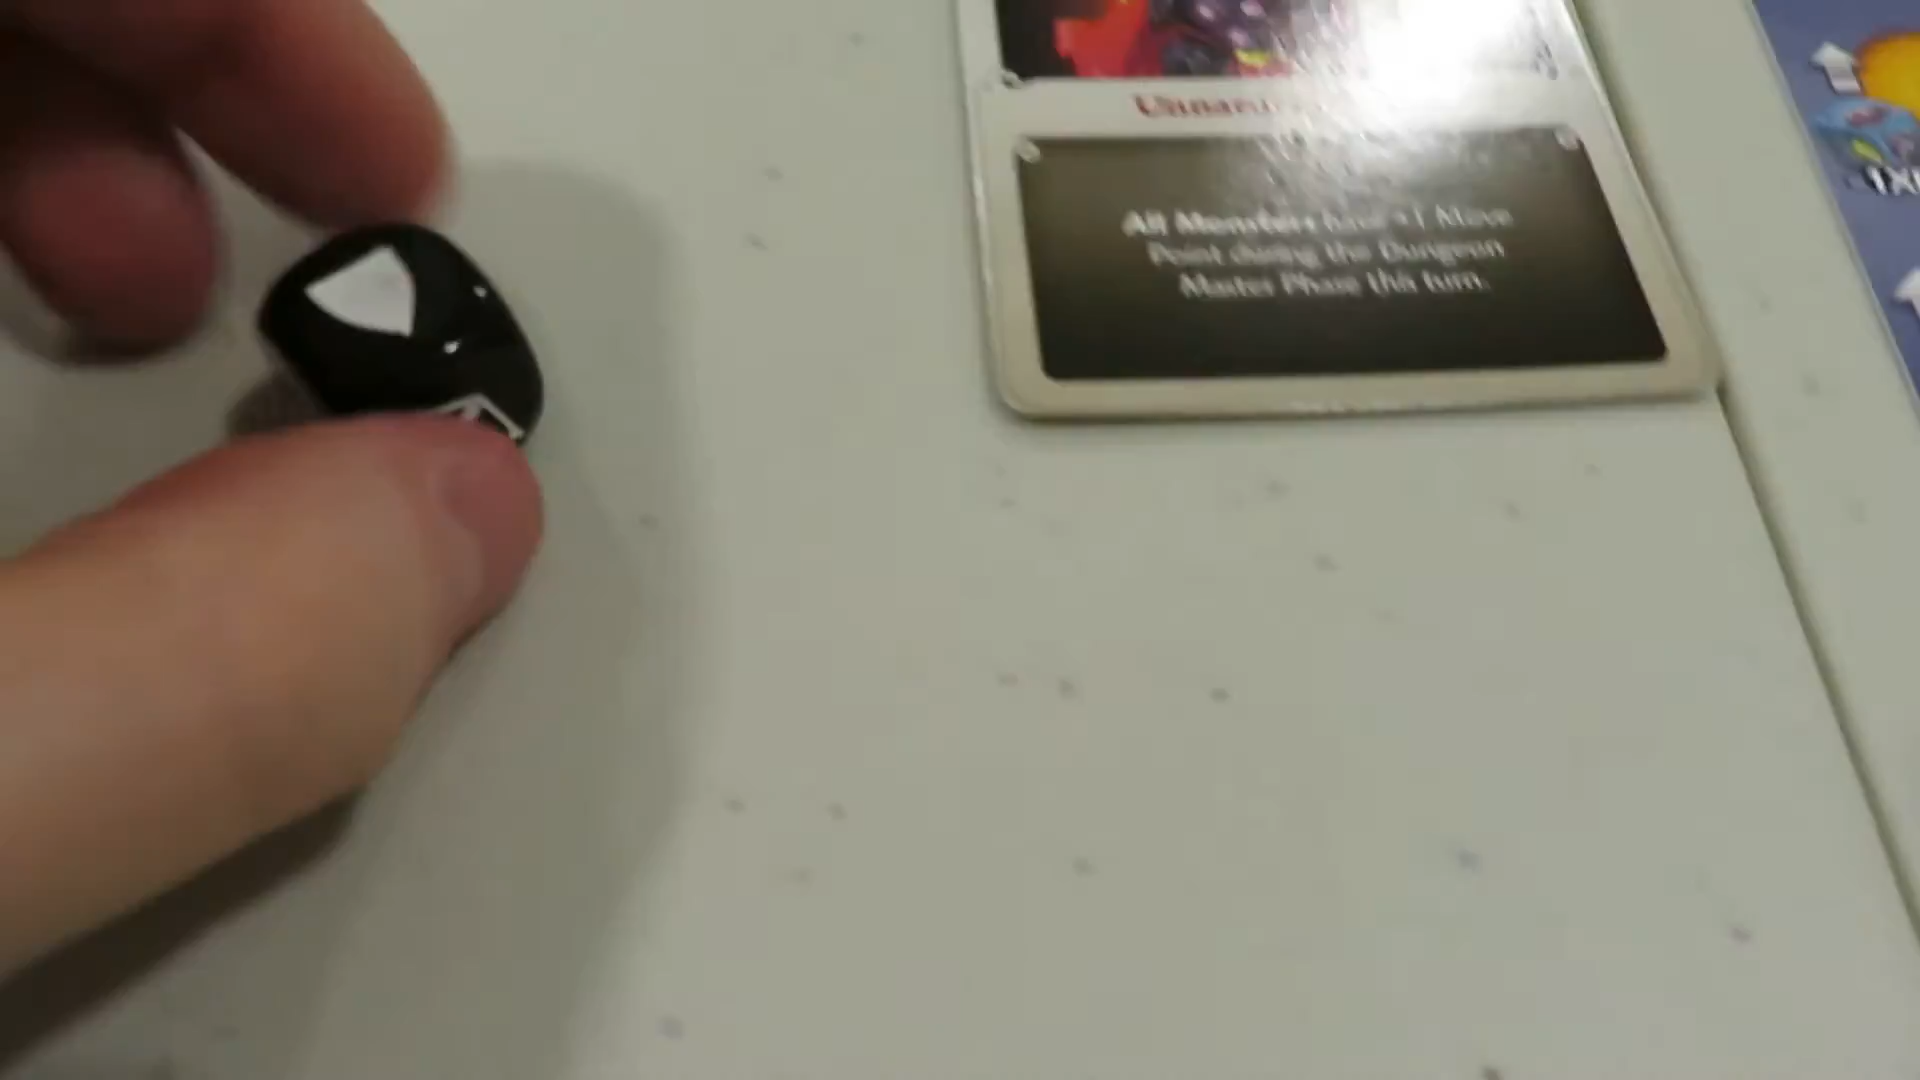 All Monsters have +1 Move
Point during the Dungeon
Master Phase this turn.